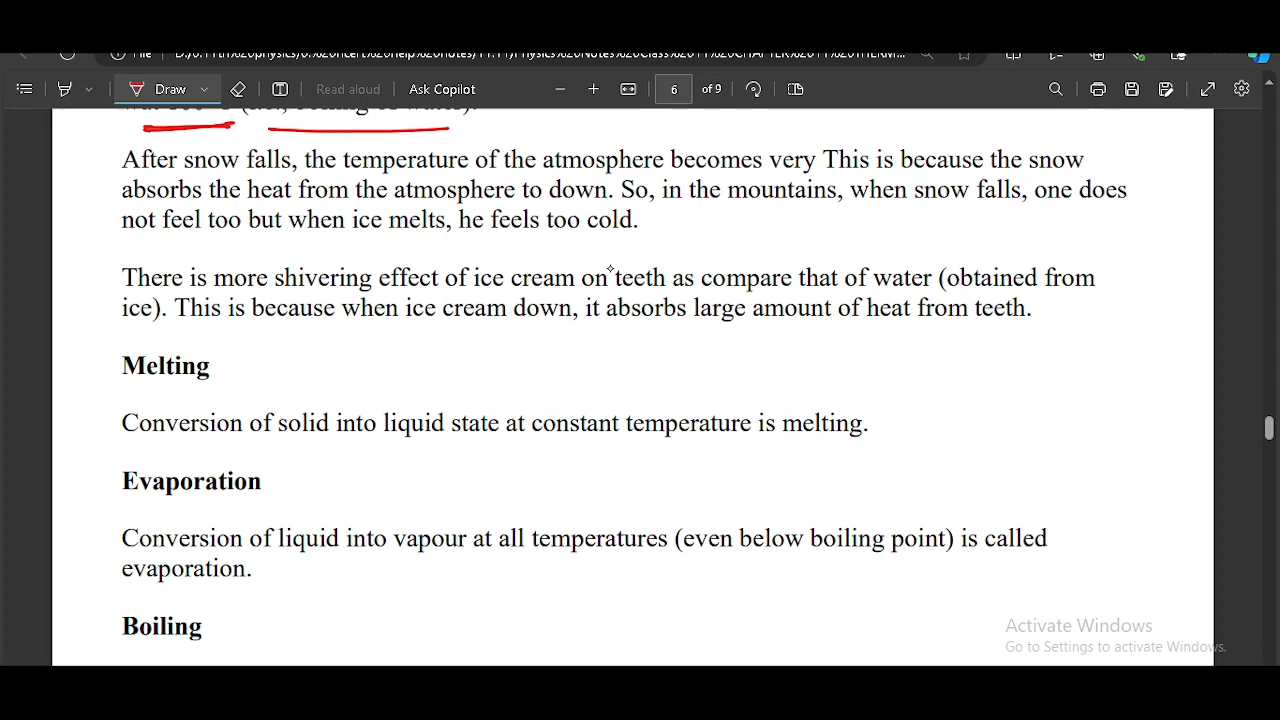 File
Draw
Read aloud
Ask Copilot
6
of 9
After snow falls, the temperature of the atmosphere becomes very This is because the snow
absorbs the heat from the atmosphere to down. So, in the mountains, when snow falls, one does
not feel too but when ice melts, he feels too cold.
There is more shivering effect of ice cream on teeth as compare that of water (obtained from
ice). This is because when ice cream down, it absorbs large amount of heat from teeth.
Melting
Conversion of solid into liquid state at constant temperature is melting.
Evaporation
Conversion of liquid into vapour at all temperatures (even below boiling point) is called
evaporation.
Boiling
Activate Windows
Go to Settings to activate Windows.